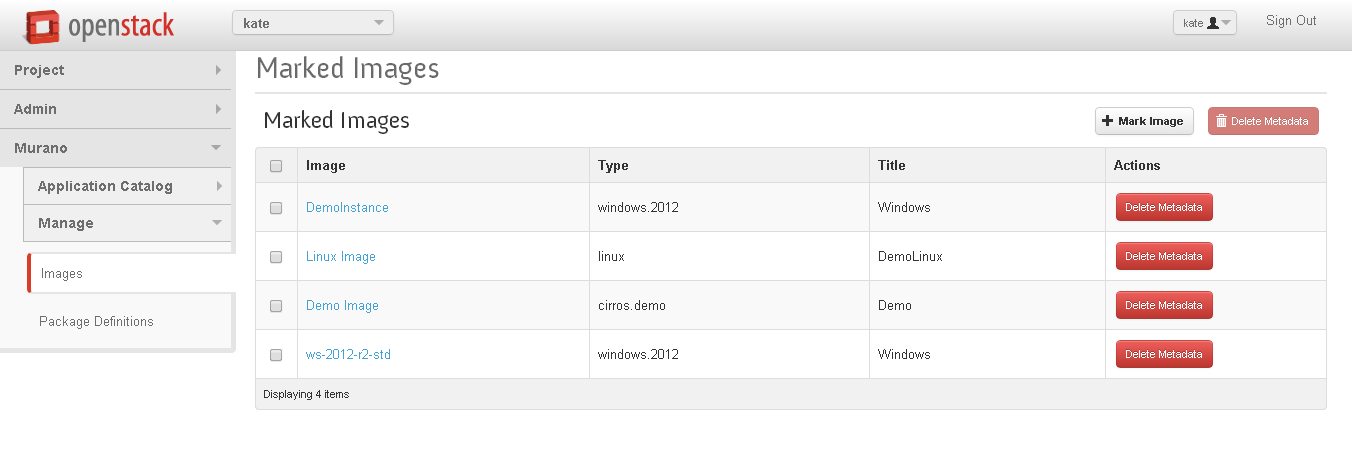 openstack kate kate Sign Out
Project
Admin
Murano
Application Catalog
Manage
Images
Package Definitions
Marked Images
Marked Images Mark Image Delete Metadata
Image Type Title Actions
DemoInstance windows.2012 Windows Delete Metadata
Linux Image linux DemoLinux Delete Metadata
Demo Image cirros.demo Demo Delete Metadata
ws-2012-r2-std windows.2012 Windows Delete Metadata
Displaying 4 items